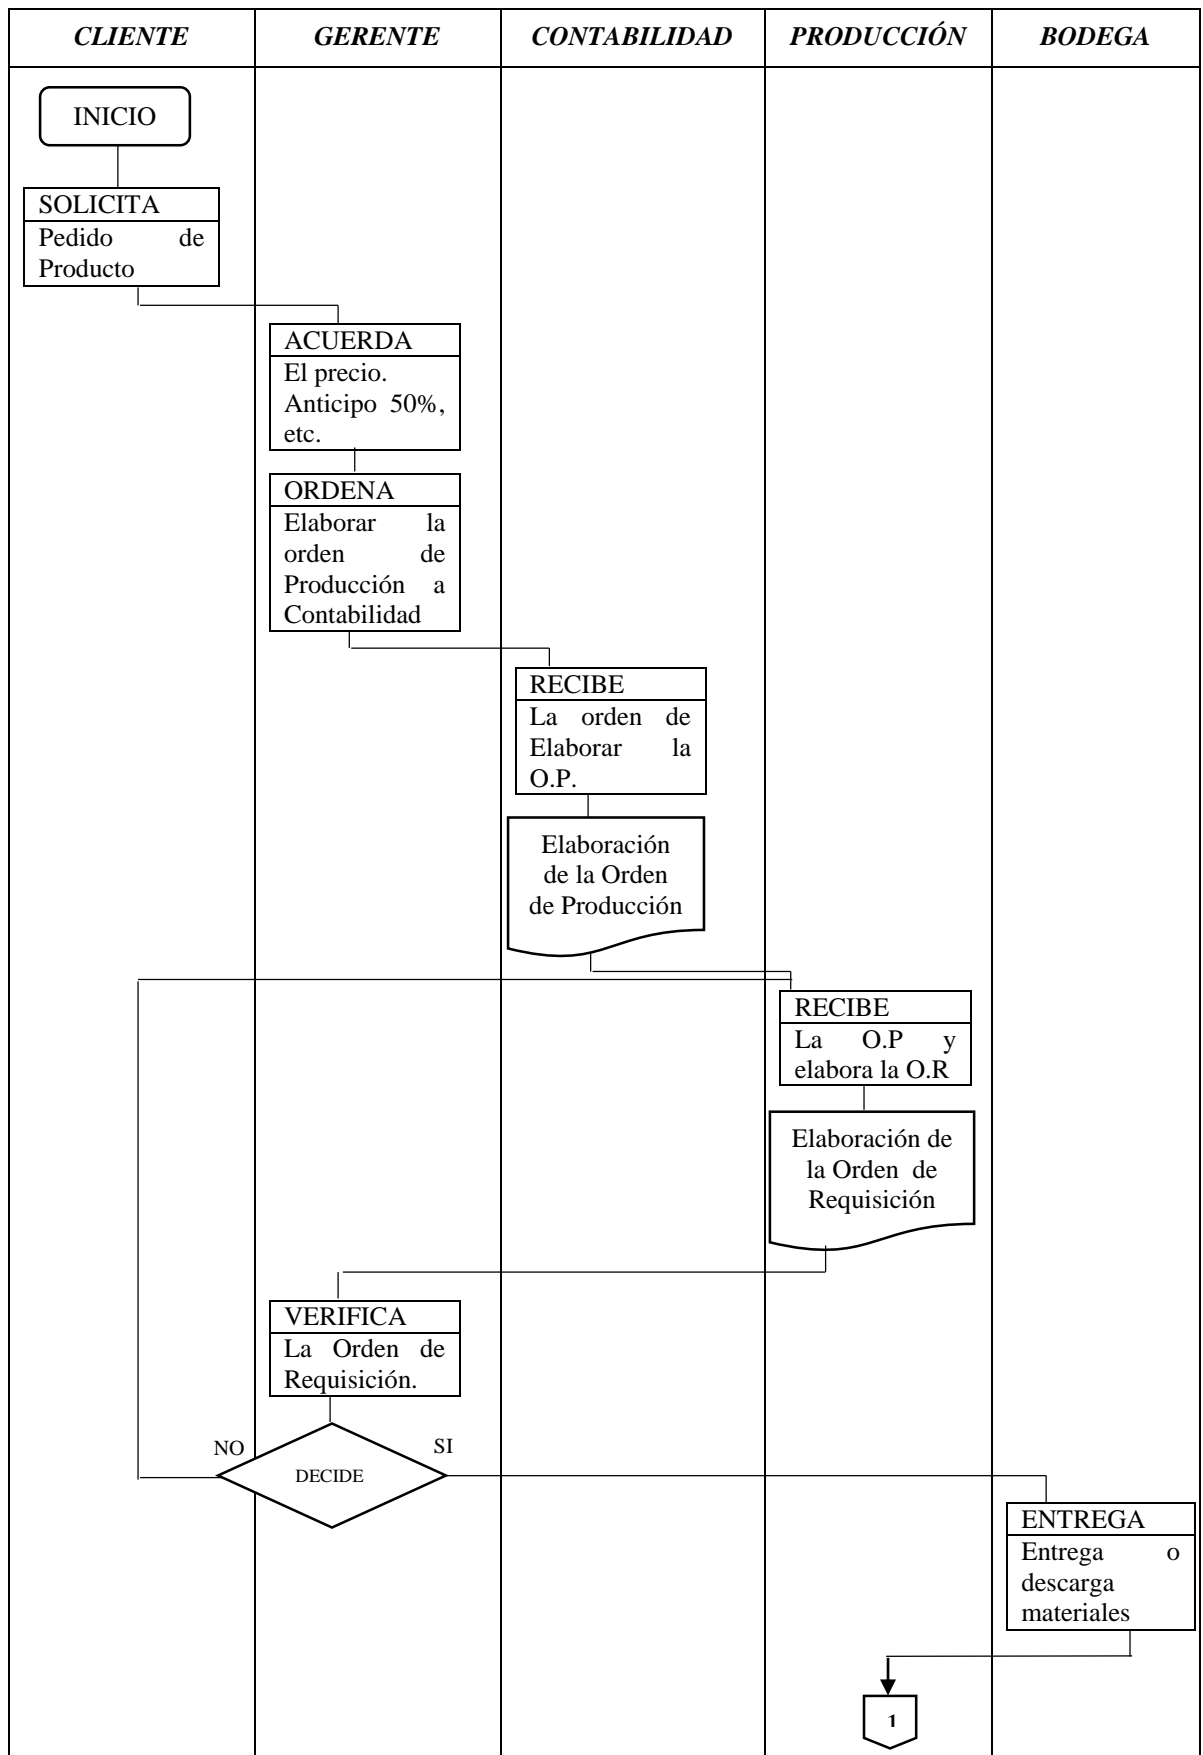 CLIENTE GERENTE CONTABILIDAD PRODUCCIÓN BODEGA
INICIO
SOLICITA
Pedido de
Producto
ACUERDA
El precio.
Anticipo 50%,
etc.
ORDENA
Elaborar la
orden de
Producción a
Contabilidad
RECIBE
La orden de
Elaborar la
O.P.
Elaboración
de la Orden
de Producción
RECIBE
La O.P y
elabora la O.R
Elaboración de
la Orden de
Requisición
VERIFICA
La Orden de
Requisición.
NO
SI
DECIDE
ENTREGA
Entrega o
descarga
materiales
1